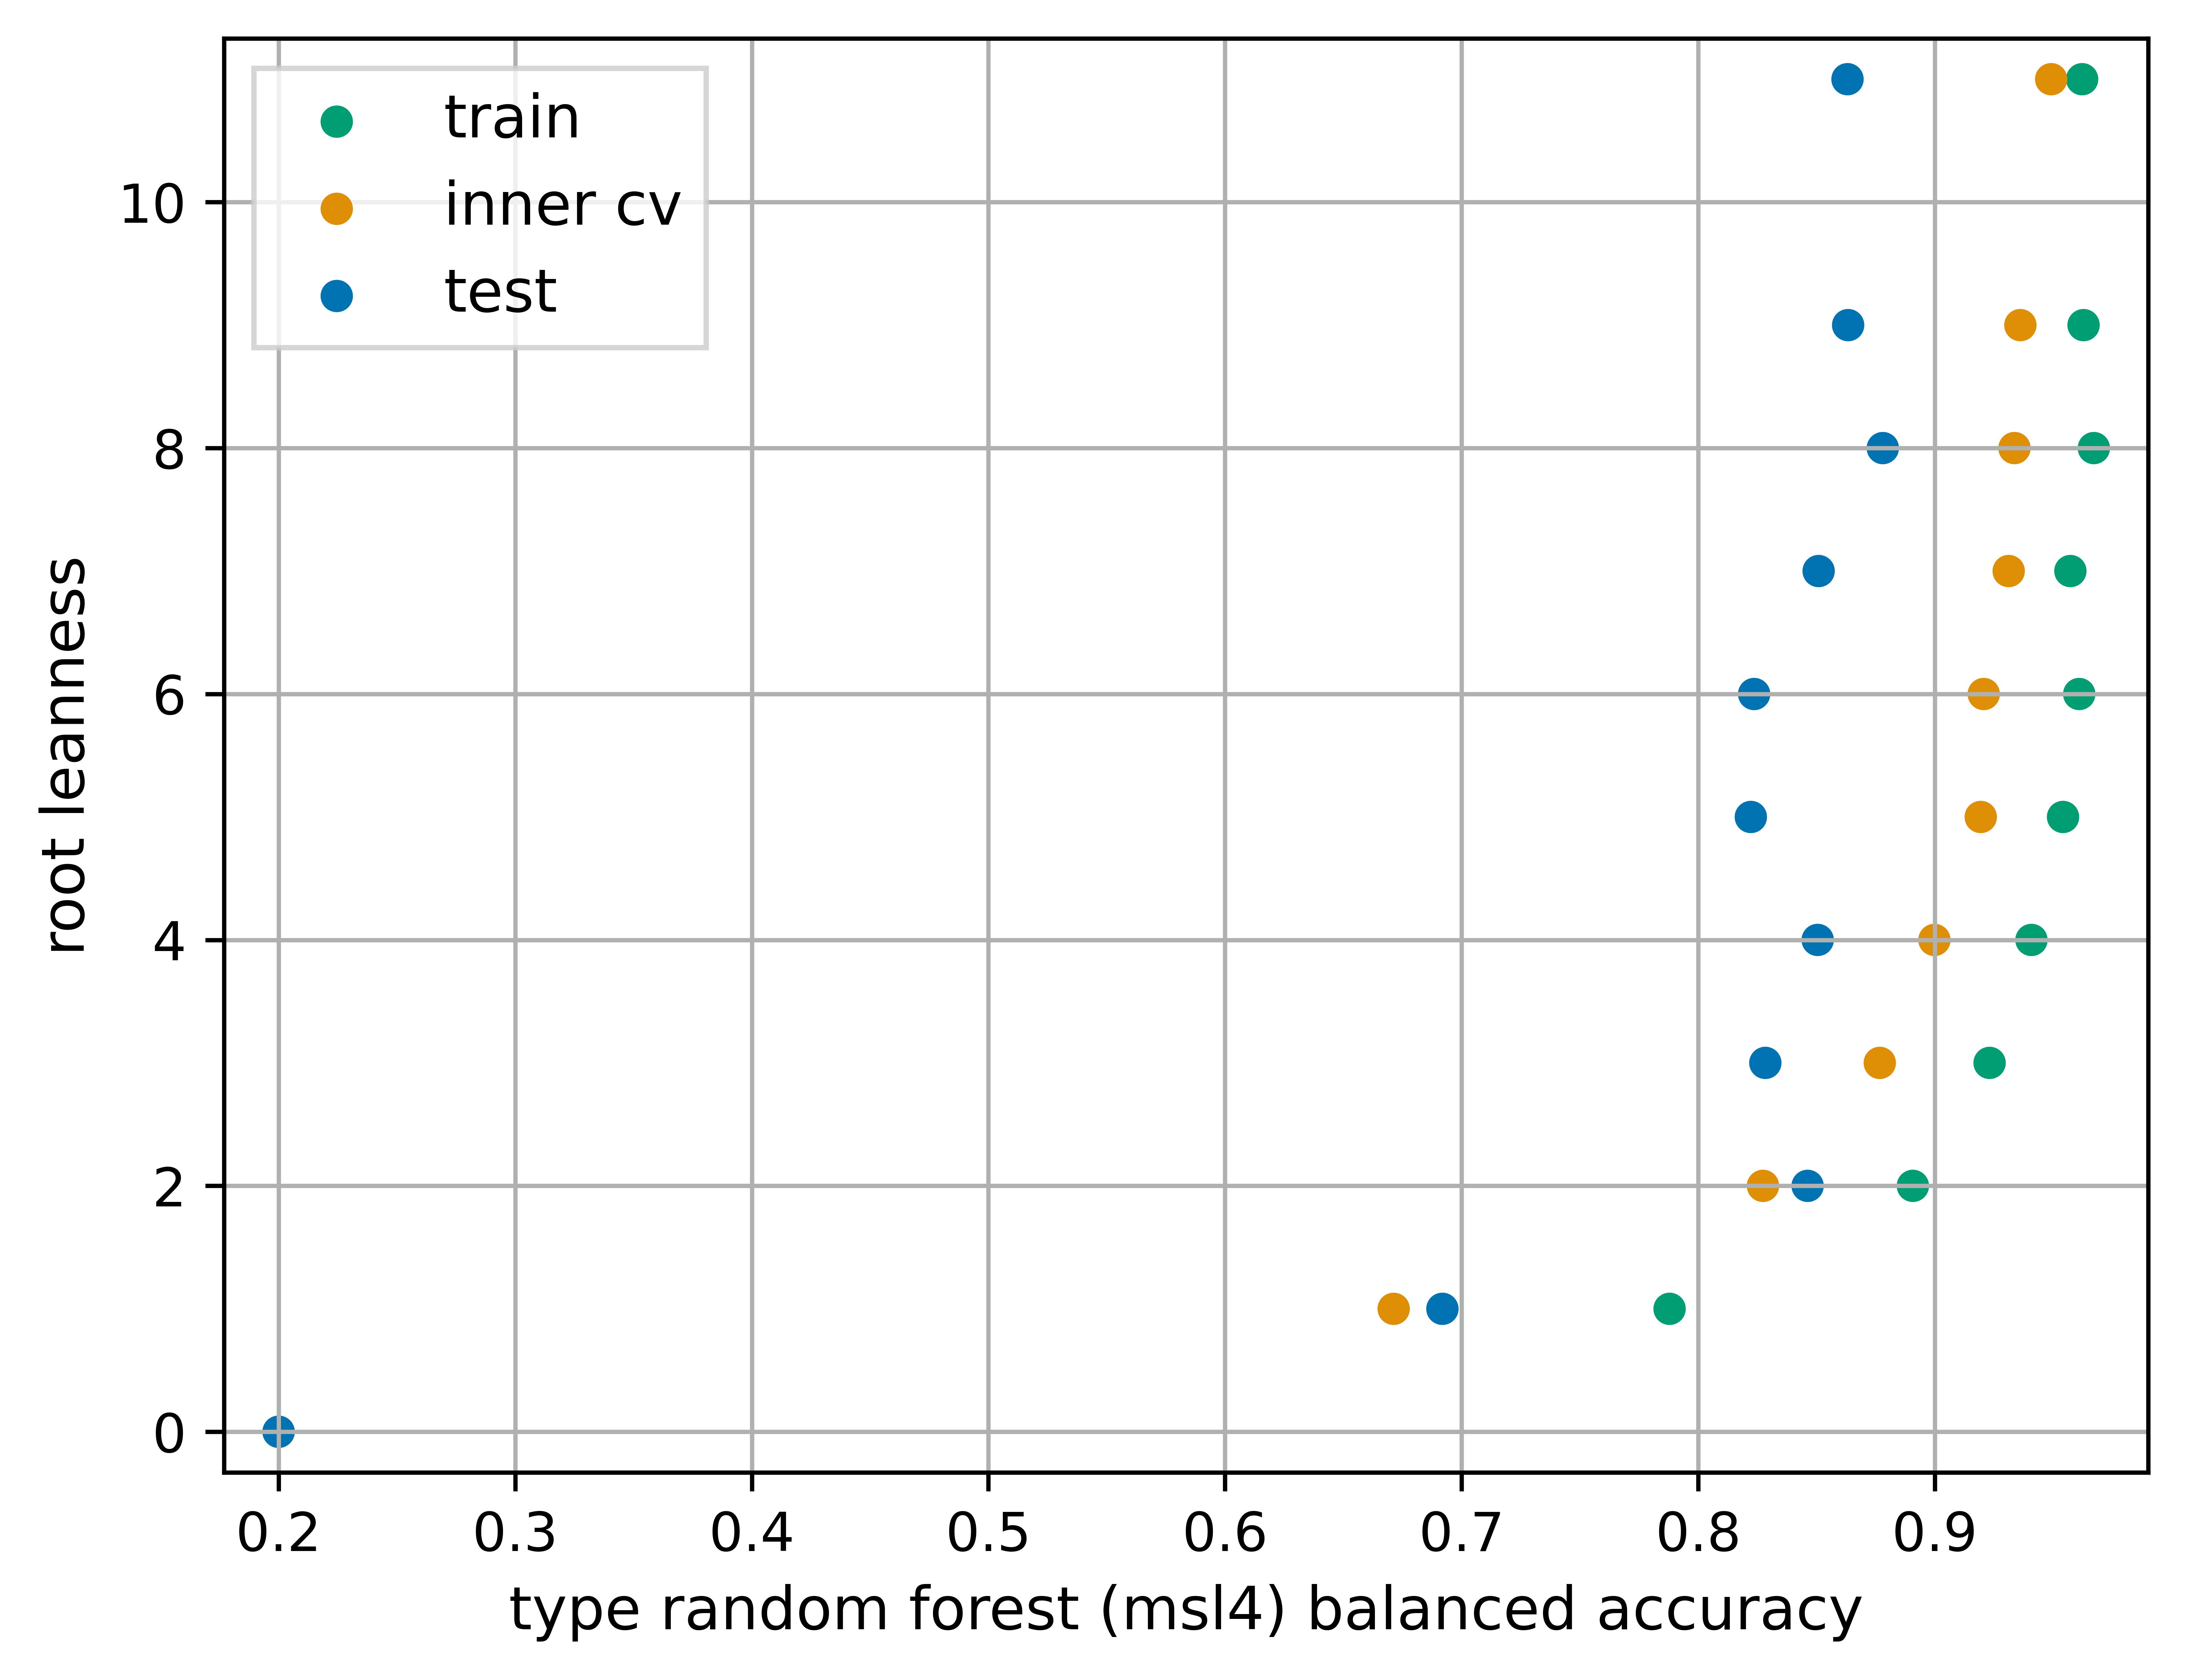 train
inner cv
test
root leanness
10
8
6
4
2
0
0.2 0.3 0.4 0.5 0.6 0.7 0.8 0.9
type random forest (msl4) balanced accuracy